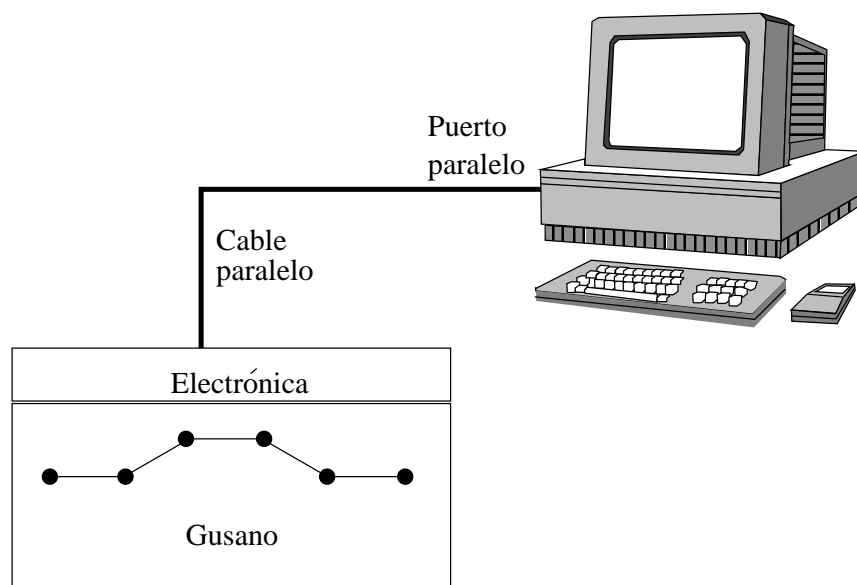 Puerto
paralelo
Cable
paralelo
Electrónica
Gusano